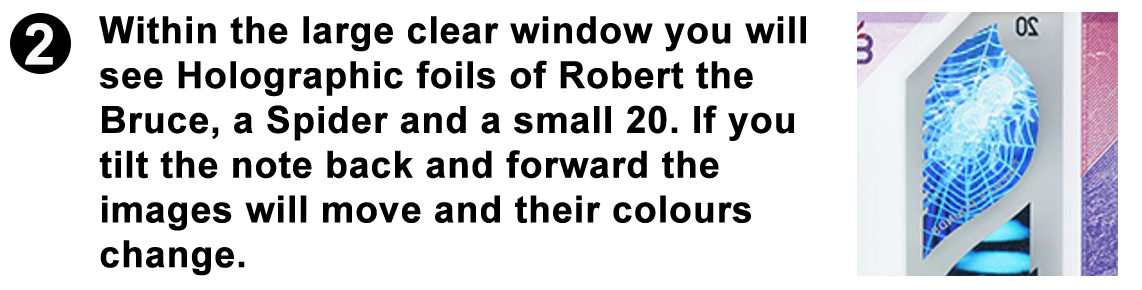 2
Within the large clear window you will
see Holographic foils of Robert the
Bruce, a Spider and a small 20. If you
tilt the note back and forward the
images will move and their colours
change.
20